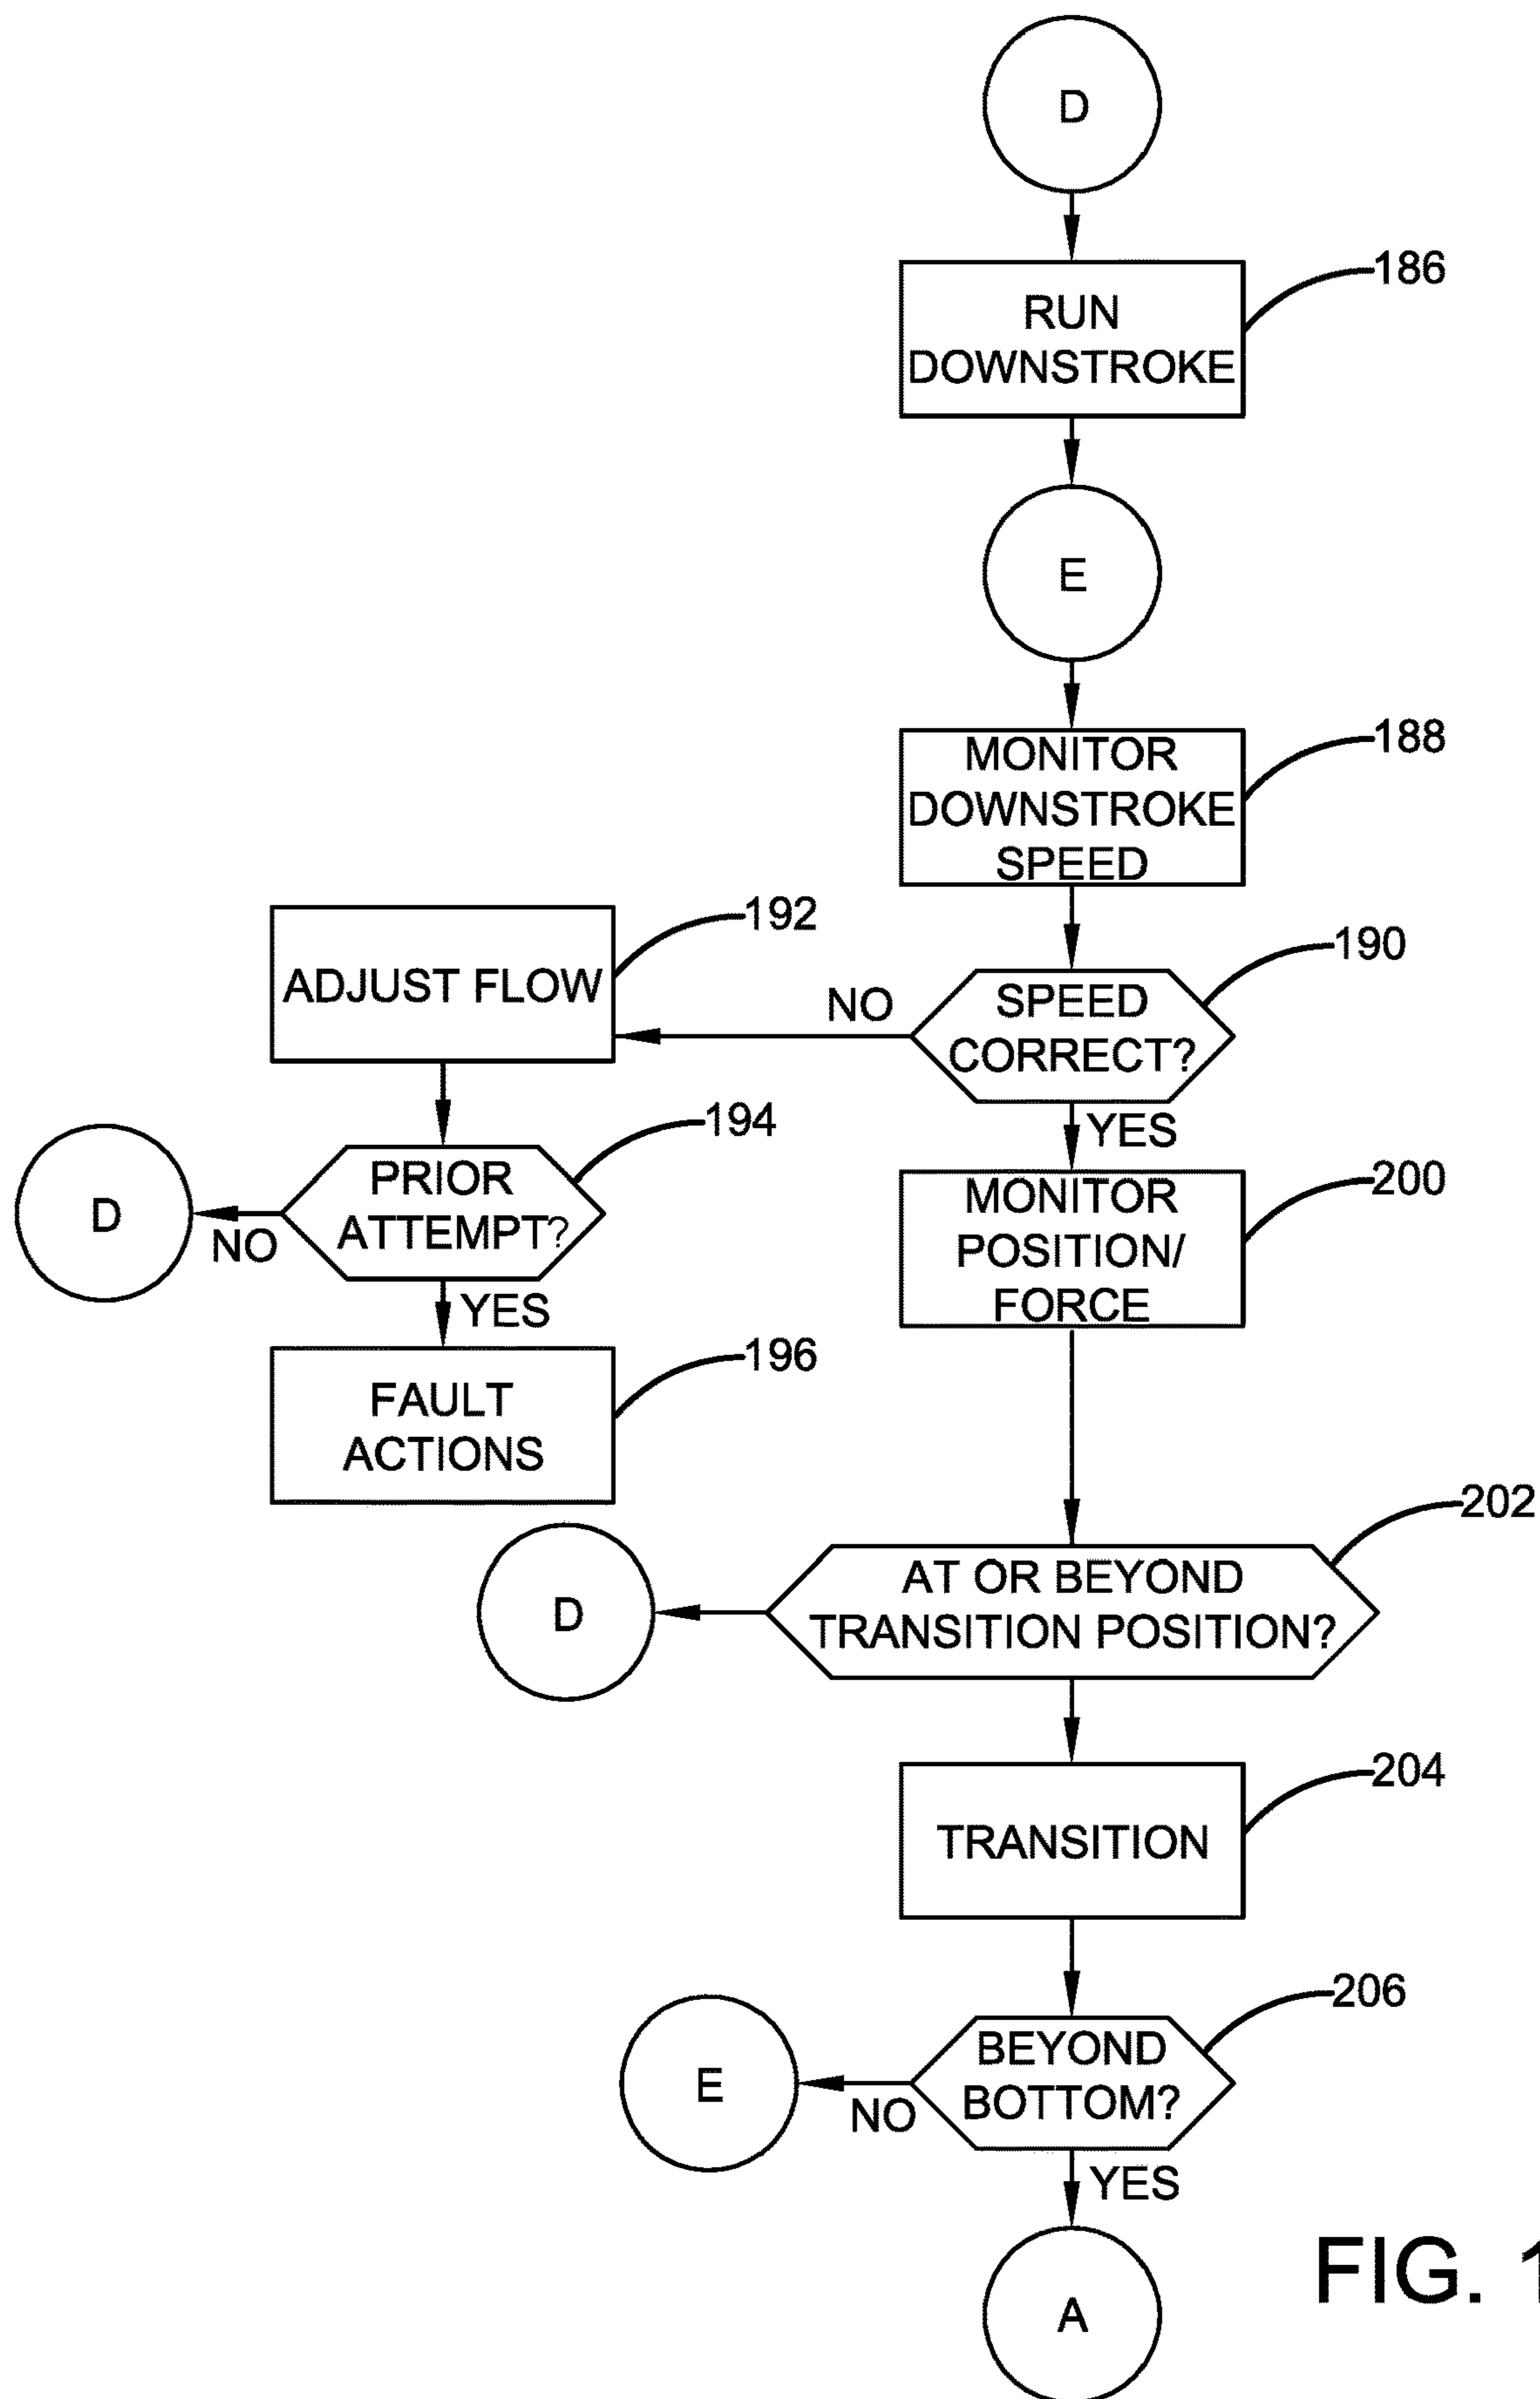 D
186
RUN
DOWNSTROKE
E
188
MONITOR
DOWNSTROKE
SPEED
192
ADJUST FLOW
190
NO
SPEED
CORRECT?
YES
194
D
NO
PRIOR
ATTEMPT?
YES
200
MONITOR
POSITION/
FORCE
196
FAULT
ACTIONS
202
D
AT OR BEYOND
TRANSITION POSITION?
204
TRANSITION
206
E
NO
BEYOND
BOTTOM?
YES
A
FIG.